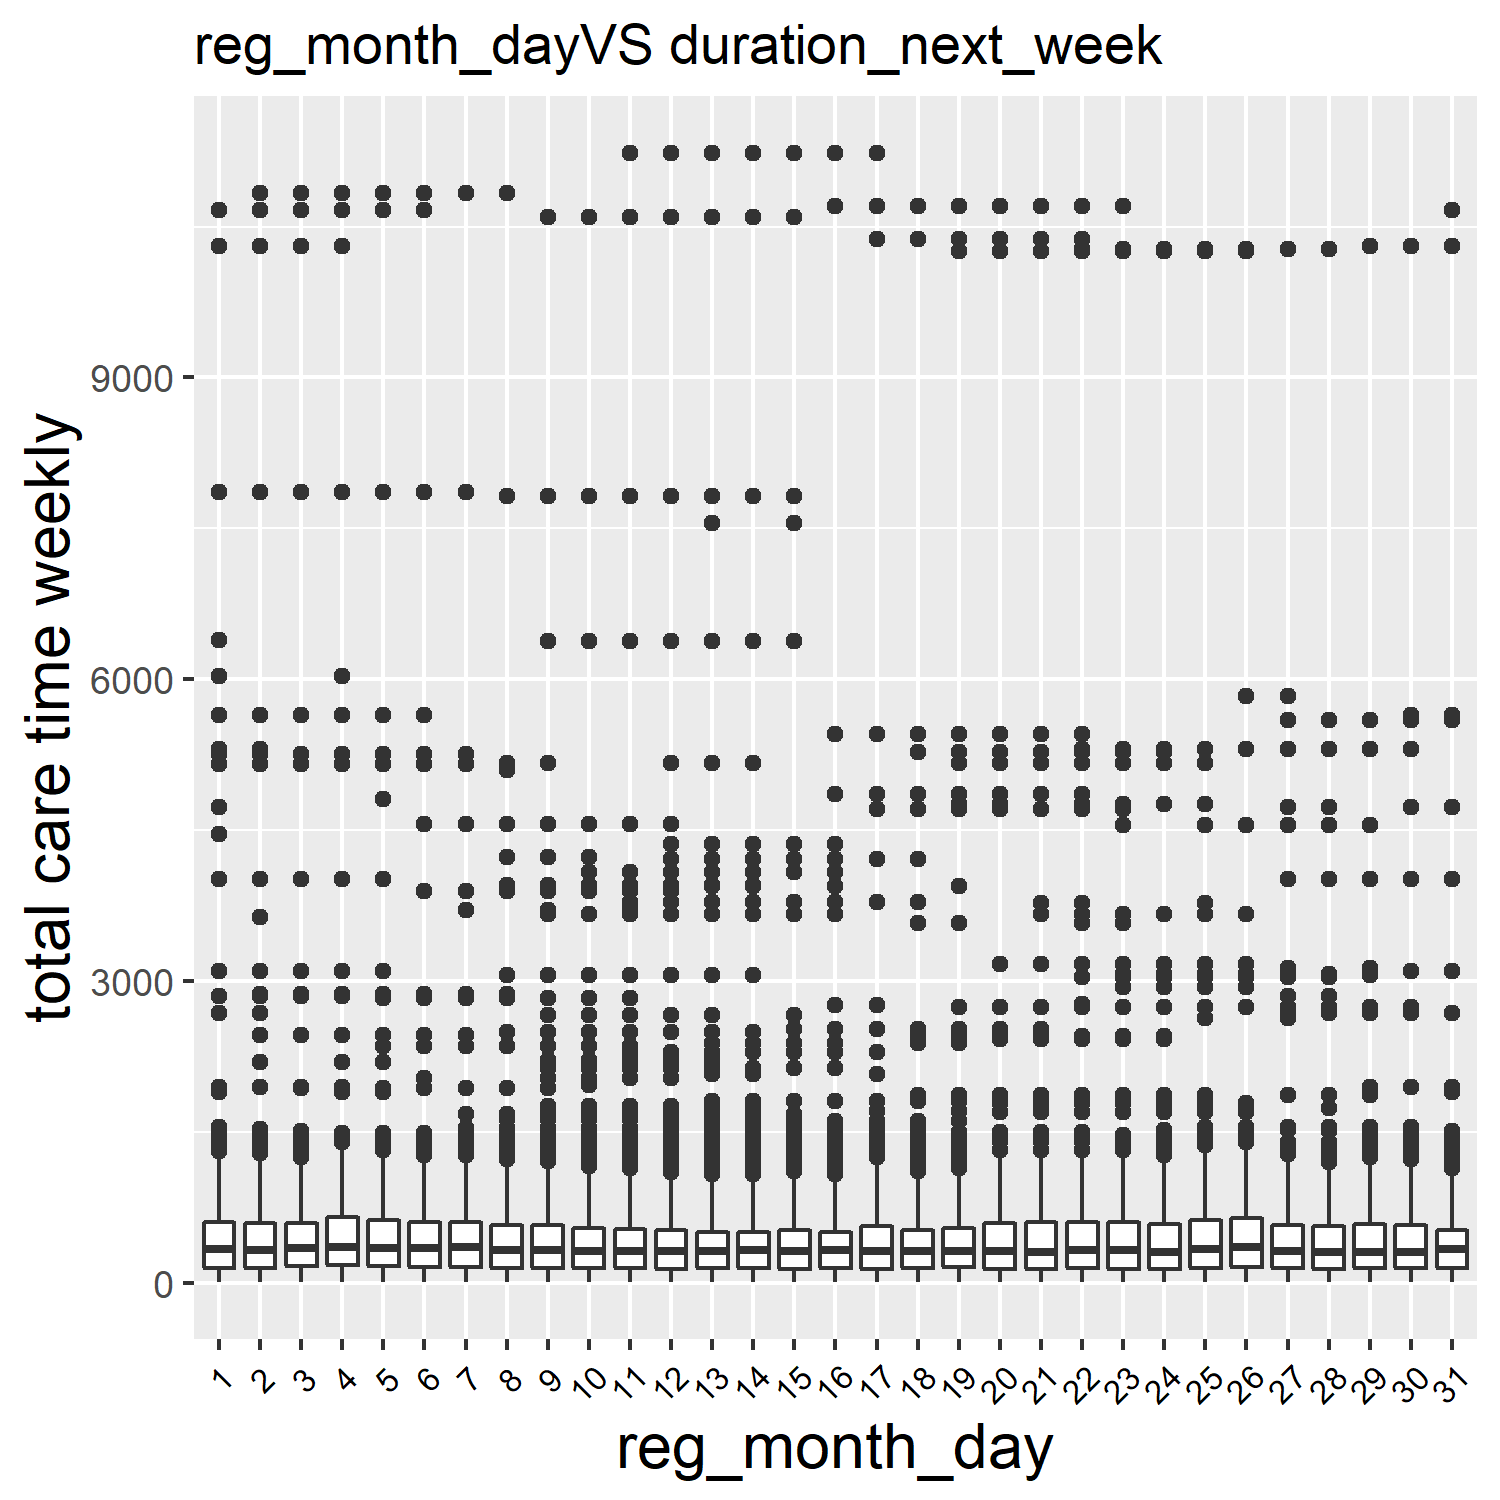 reg_month_dayVS duration_next_week
total care time weekly
9000
6000
3000
0
1 2 3 4 5 6 7 8 9 10 11 12 13 14 15 16 17 18 19 20 21 22 23 24 25 26 27 28 29 30 31
reg_month_day